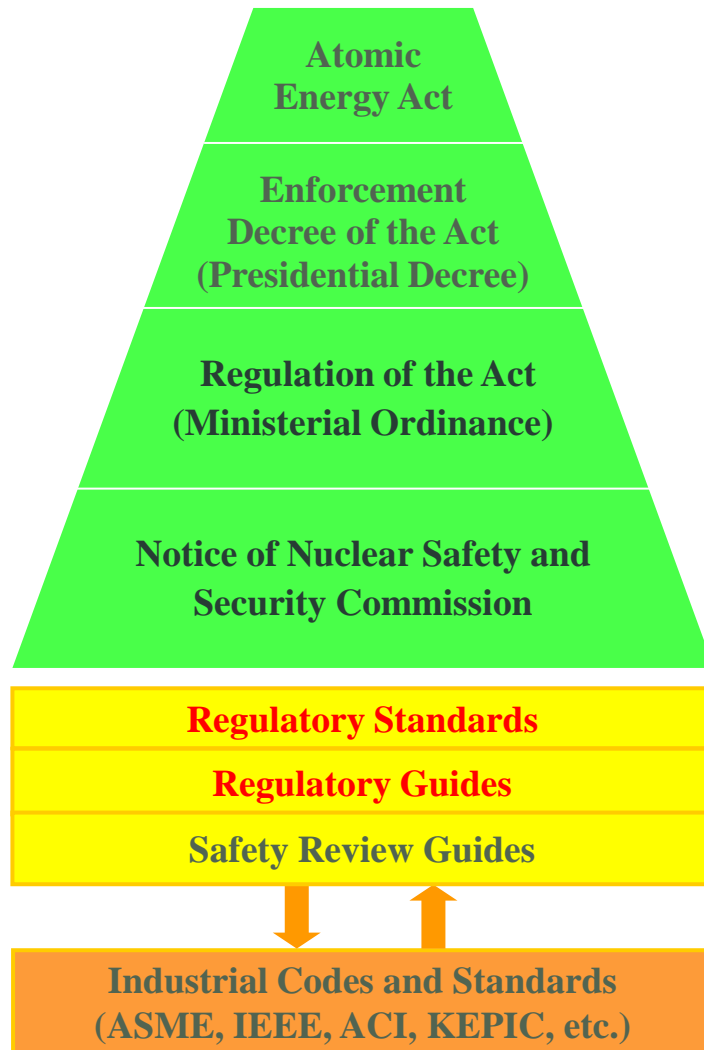 Atomic
Energy Act
Enforcement
Decree of the Act
(Presidential Decree)
Regulation of the Act
(Ministerial Ordinance)
Notice of Nuclear Safety and
Security Commission
Regulatory Standards
Regulatory Guides
Safety Review Guides
Industrial Codes and Standards
(ASME, IEEE, ACI, KEPIC, etc.)